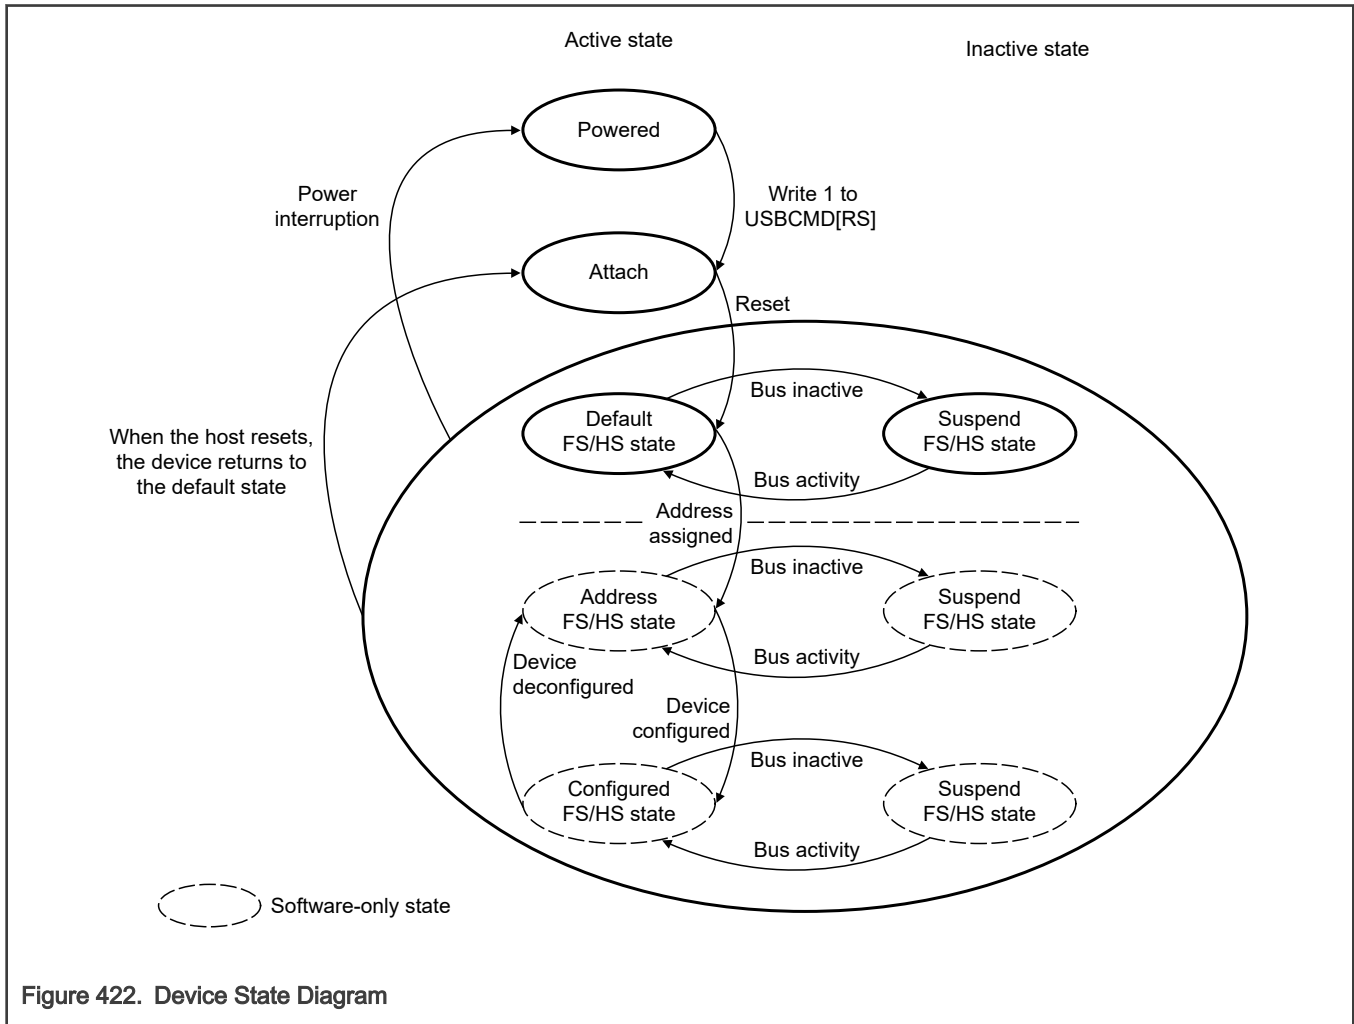 Active state
Inactive state
Powered
Power
interruption
Write 1 to
USBCMD[RS]
Attach
Reset
Bus inactive
Default
FS/HS state
Suspend
FS/HS state
When the host resets,
the device returns to
the default state
Bus activity
Address
assigned
Bus inactive
Address
FS/HS state
Suspend
FS/HS state
Bus activity
Device
deconfigured
Device
configured
Bus inactive
Configured
FS/HS state
Suspend
FS/HS state
Bus activity
Software-only state
Figure 422. Device State Diagram